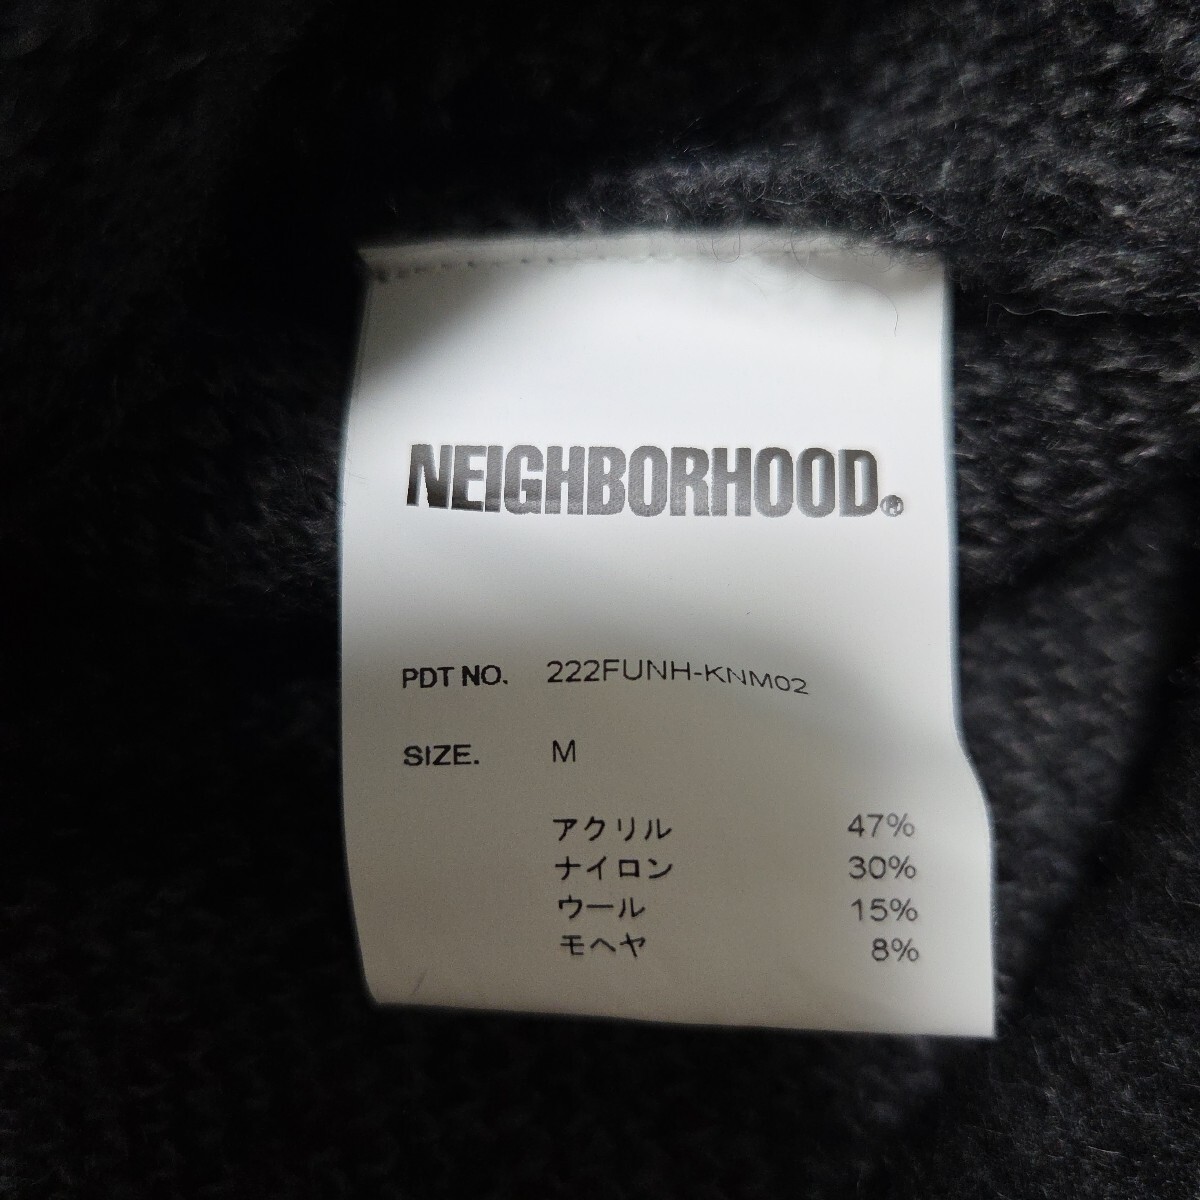 NEIGHBORHOOD®
PDT NO. 222FUNH-KNM02
SIZE. M
アクリル 47%
ナイロン 30%
ウール 15%
モヘヤ 8%